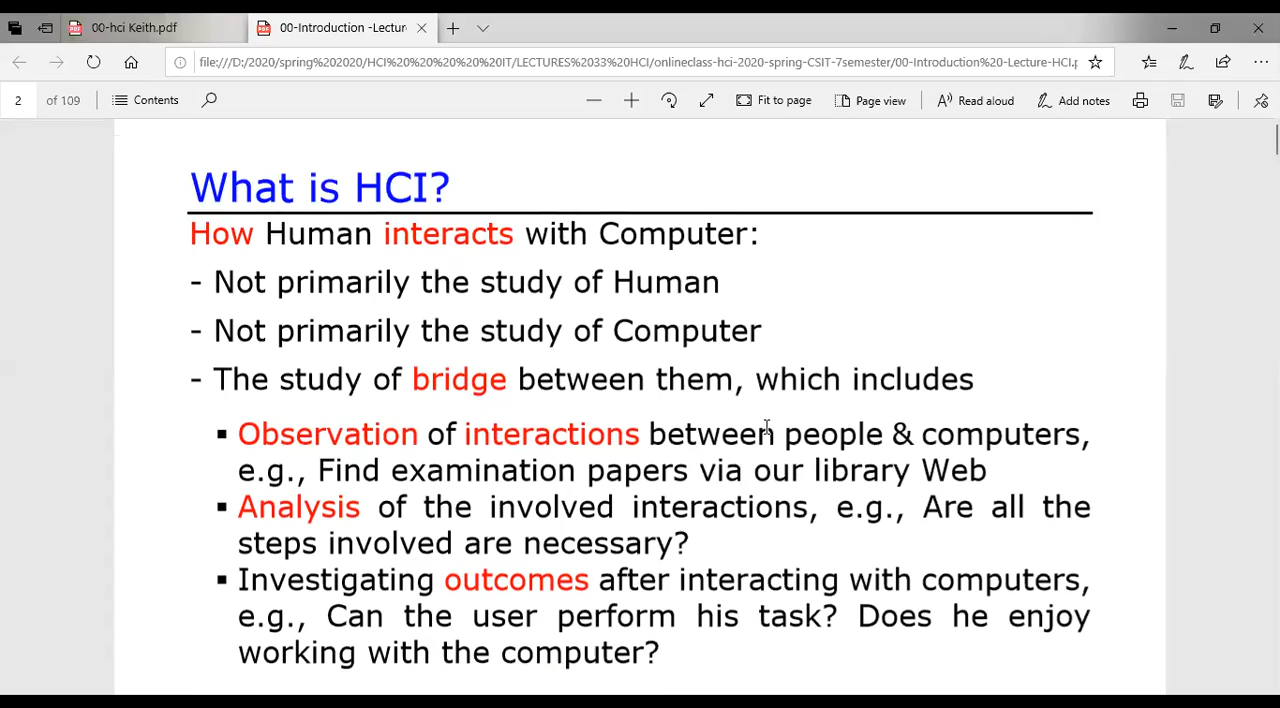 00-hci Keith.pdf
00-Introduction -Lectur
file:///D:/2020/spring%202020/HCI%20%20%20%20%20IT/LECTURES%2033%20HCI/onlineclass-hci-2020-spring-CSIT-7semester/00-Introduction%20-Lecture-HCI.p
2 of 109 Contents Fit to page Page view Read aloud Add notes
What is HCI?
How Human interacts with Computer:
- Not primarily the study of Human
- Not primarily the study of Computer
- The study of bridge between them, which includes
▪ Observation of interactions between people & computers,
e.g., Find examination papers via our library Web
▪ Analysis of the involved interactions, e.g., Are all the
steps involved are necessary?
▪ Investigating outcomes after interacting with computers,
e.g., Can the user perform his task? Does he enjoy
working with the computer?